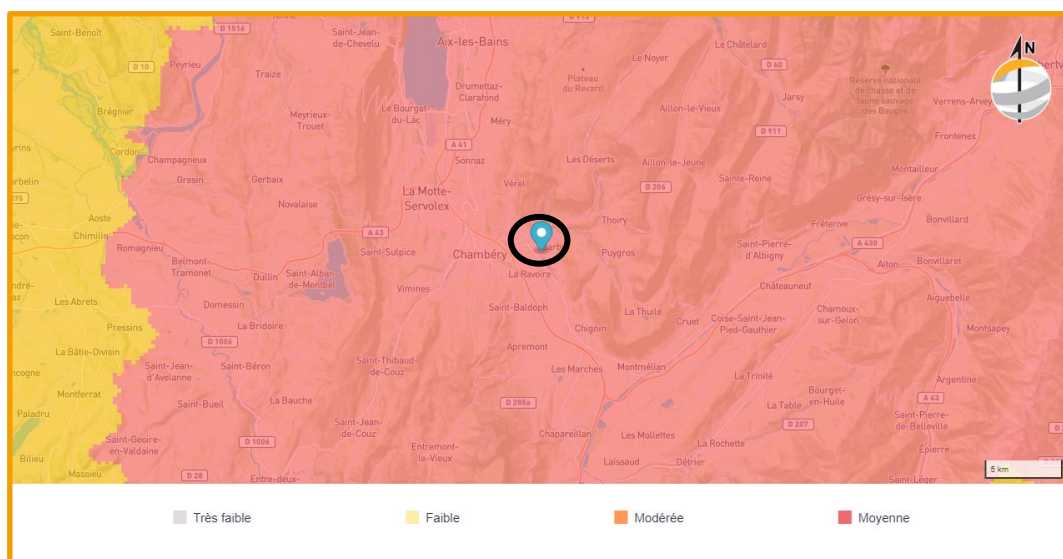 Saint-Benoît
D 1516
Yenne
Saint-Jean-
de-Chevelu
Aix-les-Bains
D 913
Le Châtelard
N
Peyrieu
D 10
Traize
Drumettaz-
Clarafond
Plateau
du Revard
Le Noyer
D 60
Jarsy
Réserve nationale
de chasse et de
faune sauvage
des Bauges
Brégnier
Cordon
Meyrieux-
Trouet
Le Bourget-
du-Lac
Méry
Aillon-le-Vieux
Verrens-Arvey
D 911
Frontenex
A 41
Champagneux
Sonnaz
Les Déserts
Aillon-le-Jeune
Montailleur
Gresin
Gerbaix
La Motte-
Servolex
Vérel
D 206
Sainte-Reine
Grésy-sur-Isère
Novalaise
Aoste
Chimilin
Romagnieu
A 43
Saint-Sulpice
Chambéry
Thoiry
Puygros
Fréterive
Bonvillard
Saint-Pierre-
d'Albigny
A 430
Belmont-
Tramonet
Dullin
Saint-Alban
de-Montbel
La Ravoire
Aiton
Bonvillaret
Vimines
Châteauneuf
Les Abrets
Domessin
Saint-Baldoph
La Thuile
Cruet
Coise-Saint-Jean-
Pied-Gauthier
Chamoux-
sur-Gelon
Aiguebelle
Pressins
La Bridoire
Chignin
Montsapey
D 1006
Apremont
La Bâtie-Divisin
Saint-Jean-
d'Avelanne
Saint-Béron
Saint-Thibaud-
de-Couz
Les Marches
Montmélian
La Trinité
Argentine
Montferrat
Saint-Bueil
La Bauche
D 285a
La Table
Bourget-
en-Huile
A 43
Paladru
Saint-Jean-
de-Couz
Chapareillan
Les Mollettes
D 207
Saint-Pierre-
de-Belleville
Saint-Geoire-
en-Valdaine
D 1006
Entremont-
le-Vieux
La Rochette
Épierre
Bilieu
Massieu
D 28
Entre-deux-
Laissaud
Détrier
Saint-Léger
5 km
Très faible
Faible
Modérée
Moyenne